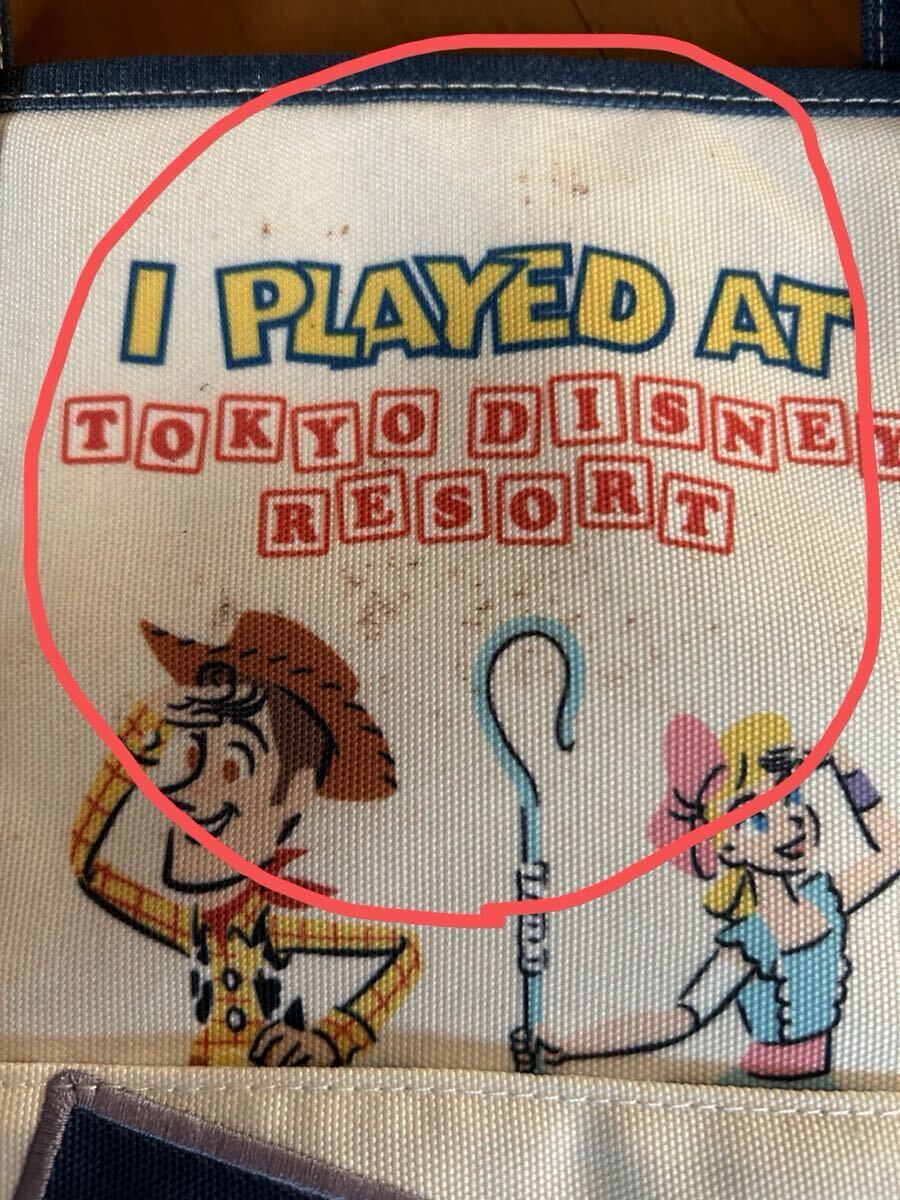 I PLAYED AT
TOKYO DISNEY
RESORT